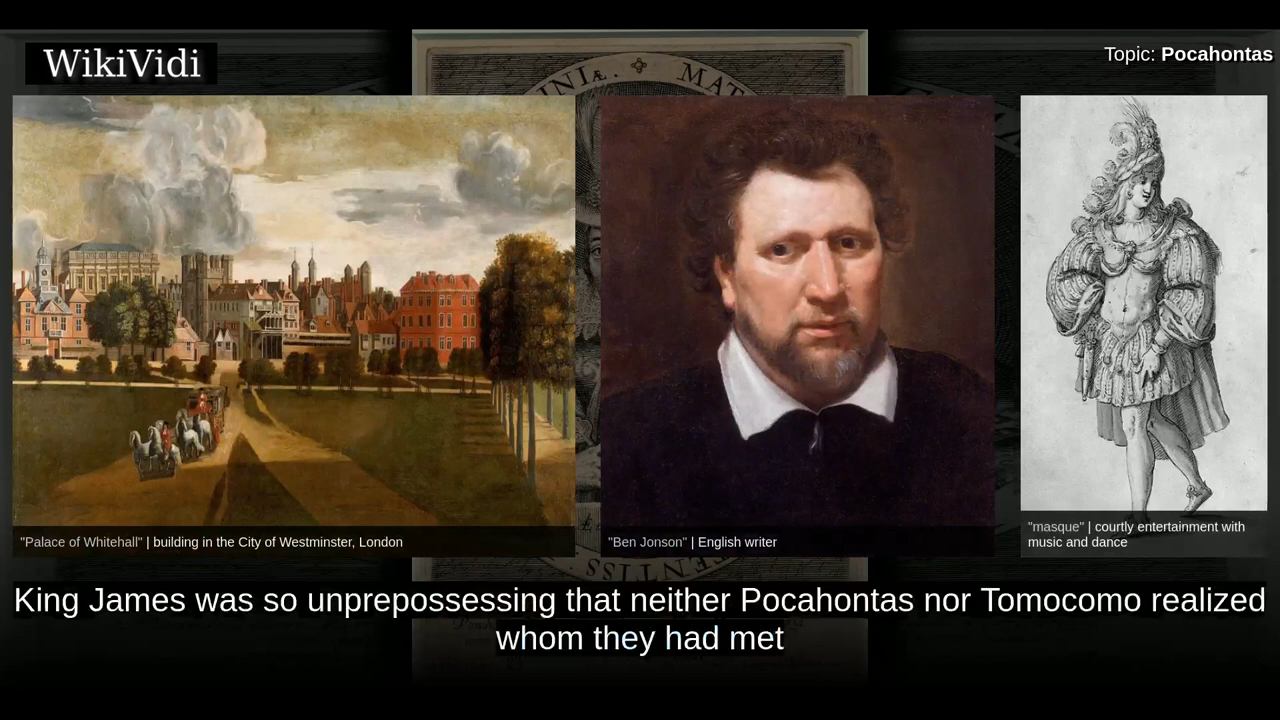 WikiVidi
Topic: Pocahontas
NIÆ.
MAT
"Palace of Whitehall" | building in the City of Westminster, London
"Ben Jonson" | English writer
"masque" | courtly entertainment with
music and dance
King James was so unprepossessing that neither Pocahontas nor Tomocomo realized
whom they had met